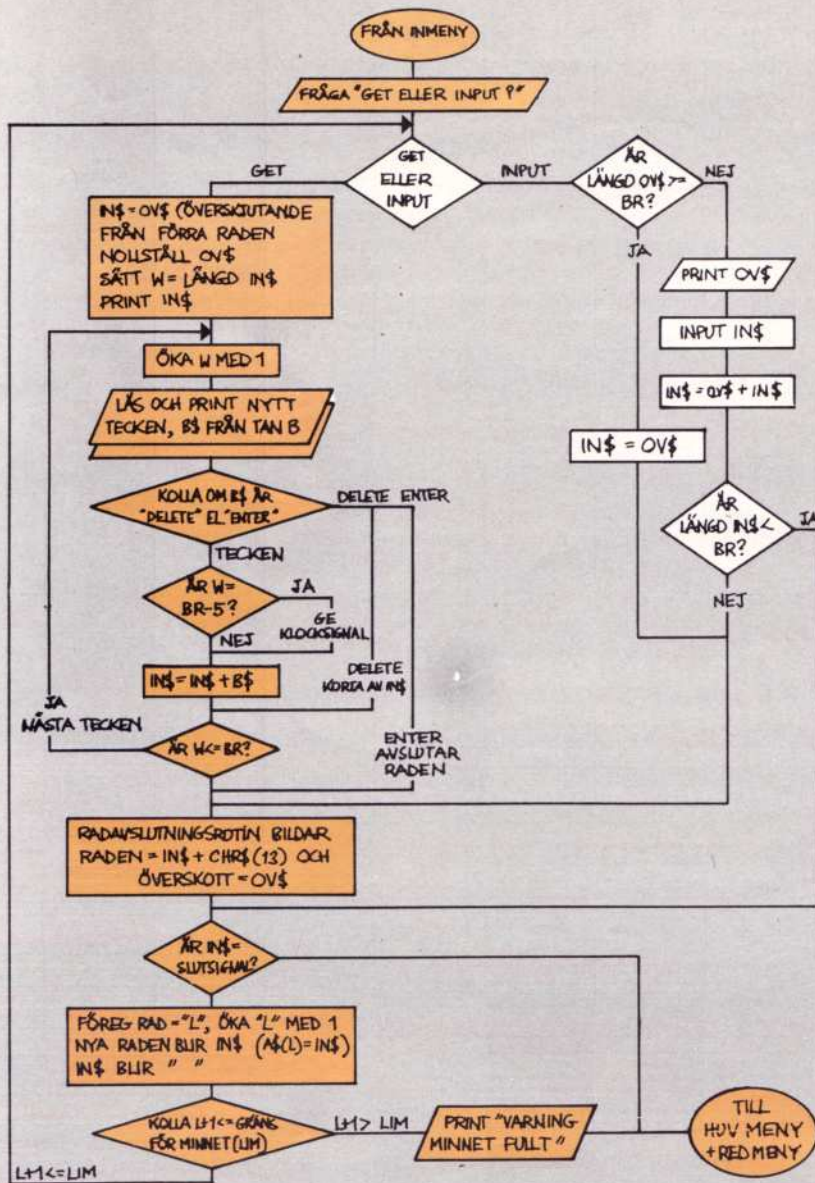 FRÅN INMENY
FRÅGA "GET ELLER INPUT?"
GET
ELLER
INPUT
GET
INPUT
ÄR
LÄNGD OV$ >=
BR?
NEJ
JA
IN$ = OV$ (ÖVERSKJUTANDE
FRÅN FÖRRA RADEN
NOLLSTÄLL OV$
SÄTT W = LÄNGD IN$
PRINT IN$
PRINT OV$
INPUT IN$
IN$ = OV$ + IN$
IN$ = OV$
ÄR
LÄNGD IN$ <
BR?
JA
NEJ
ÖKA W MED 1
LÄS OCH PRINT NYTT
TECKEN, B$ FRÅN TAN B
KOLLA OM B$ ÄR
"DELETE" EL "ENTER"
DELETE ENTER
TECKEN
ÄR W=
BR-5?
JA
GE
KLOCKSIGNAL
NEJ
IN$ = IN$ + B$
DELETE
KORTA AV IN$
JA
NÄSTA TECKEN
ÄR W<= BR?
ENTER
AVSLUTAR
RADEN
RADAVSLUTNINGSROTIN BILDAR
RADEN = IN$ + CHR$ (13) OCH
ÖVERSKOTT = OV$
ÄR IN$ =
SLUTSIGNAL?
FÖREG RAD = "L", ÖKA "L" MED 1
NYA RADEN BLIR IN$ (A$(L)=IN$)
IN$ BLIR " "
KOLLA L+1<= GRÄNS
FÖR MINNET (LIM)
L+1 > LIM
PRINT "VARNING
MINNET FULLT"
TILL
HUV MENY
+ RED MENY
L+1 <= LIM